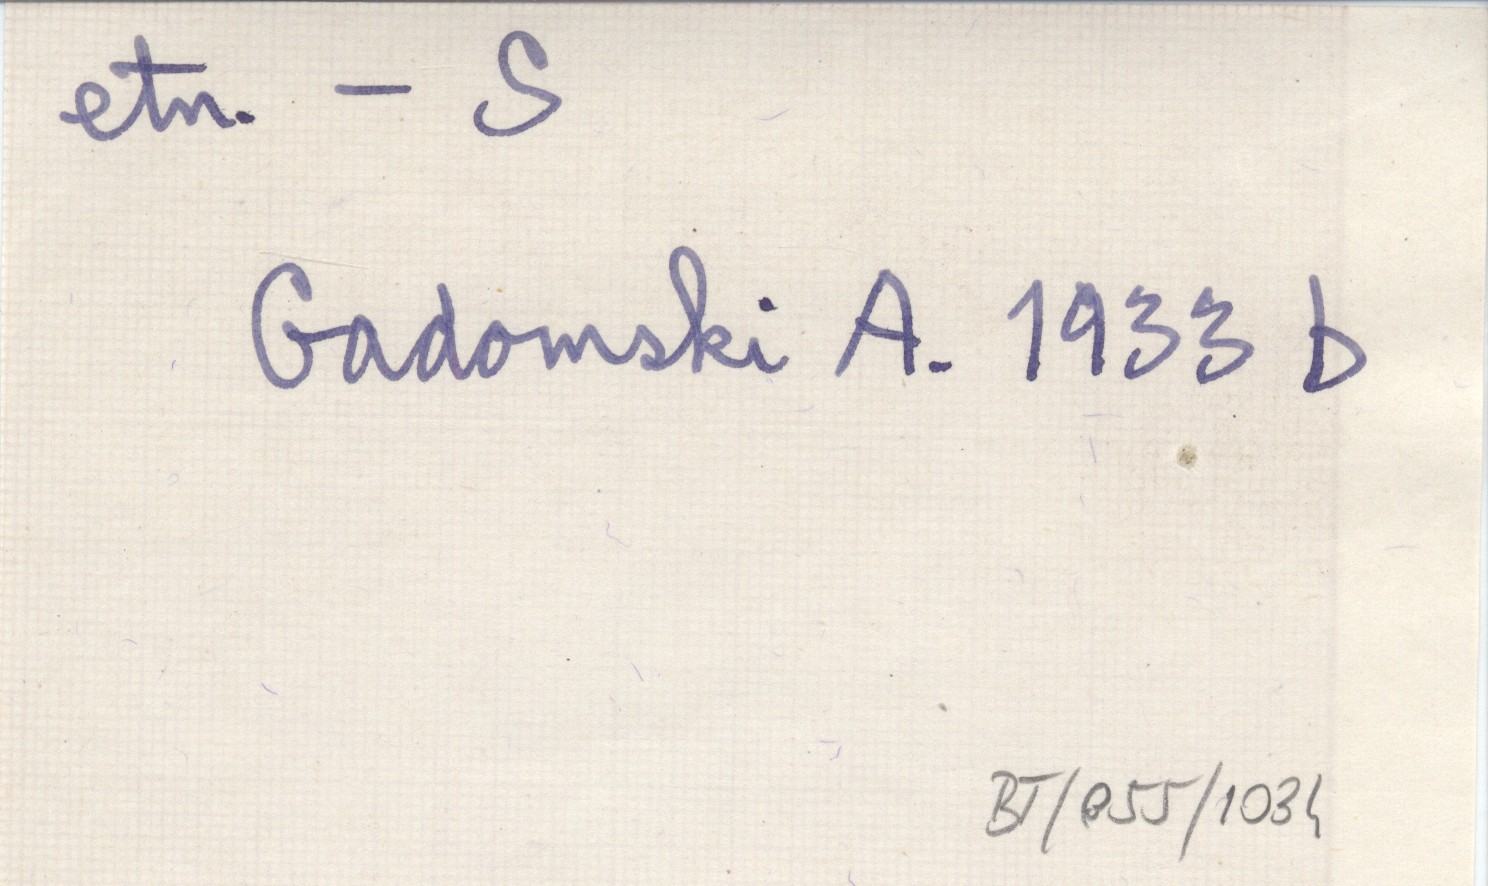 etn. – S
Gadomski A. 1933 b
BT/055/1034